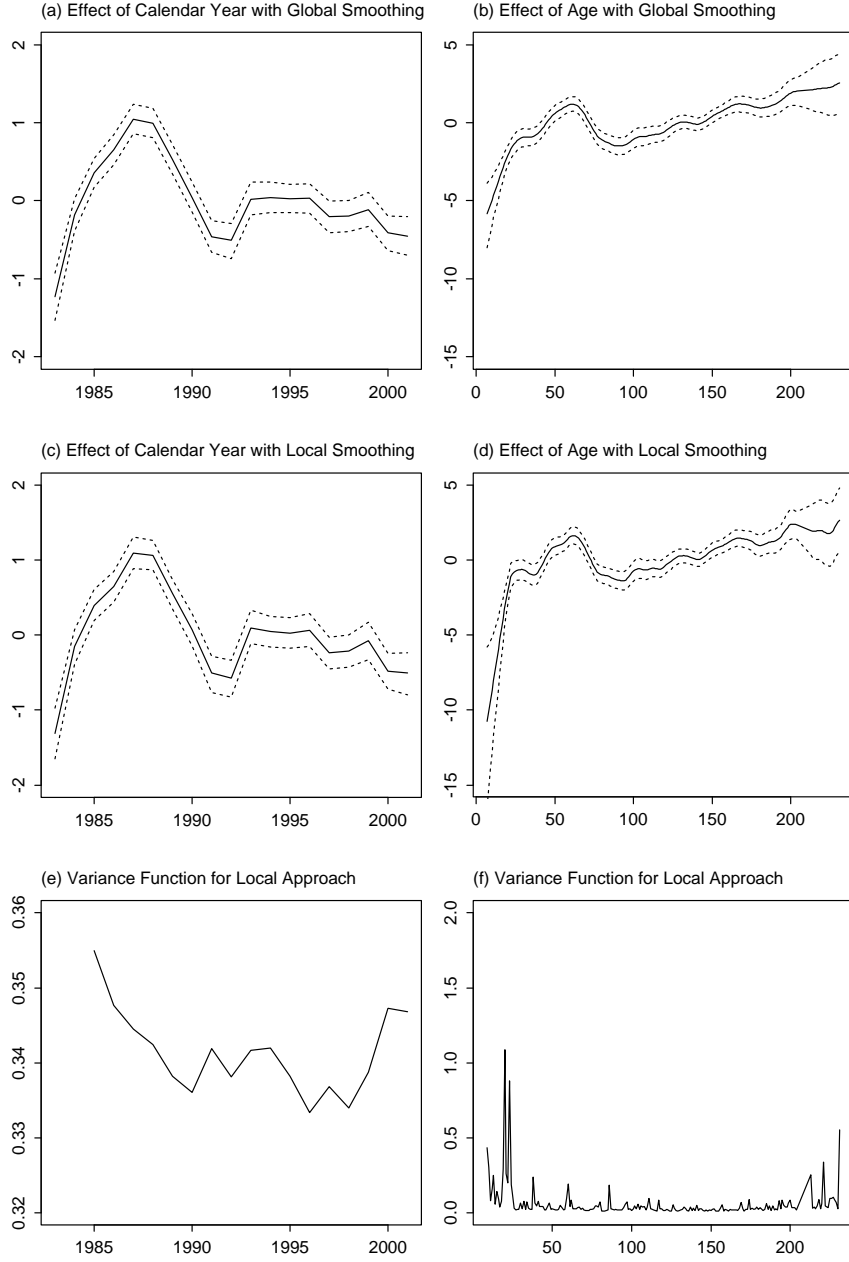 (a) Effect of Calendar Year with Global Smoothing
2
1
0
-1
-2
1985 1990 1995 2000
(b) Effect of Age with Global Smoothing
5
0
-5
-10
-15
0 50 100 150 200
(c) Effect of Calendar Year with Local Smoothing
2
1
0
-1
-2
1985 1990 1995 2000
(d) Effect of Age with Local Smoothing
5
0
-5
-10
-15
0 50 100 150 200
(e) Variance Function for Local Approach
0.36
0.35
0.34
0.33
0.32
1985 1990 1995 2000
(f) Variance Function for Local Approach
2.0
1.5
1.0
0.5
0.0
50 100 150 200